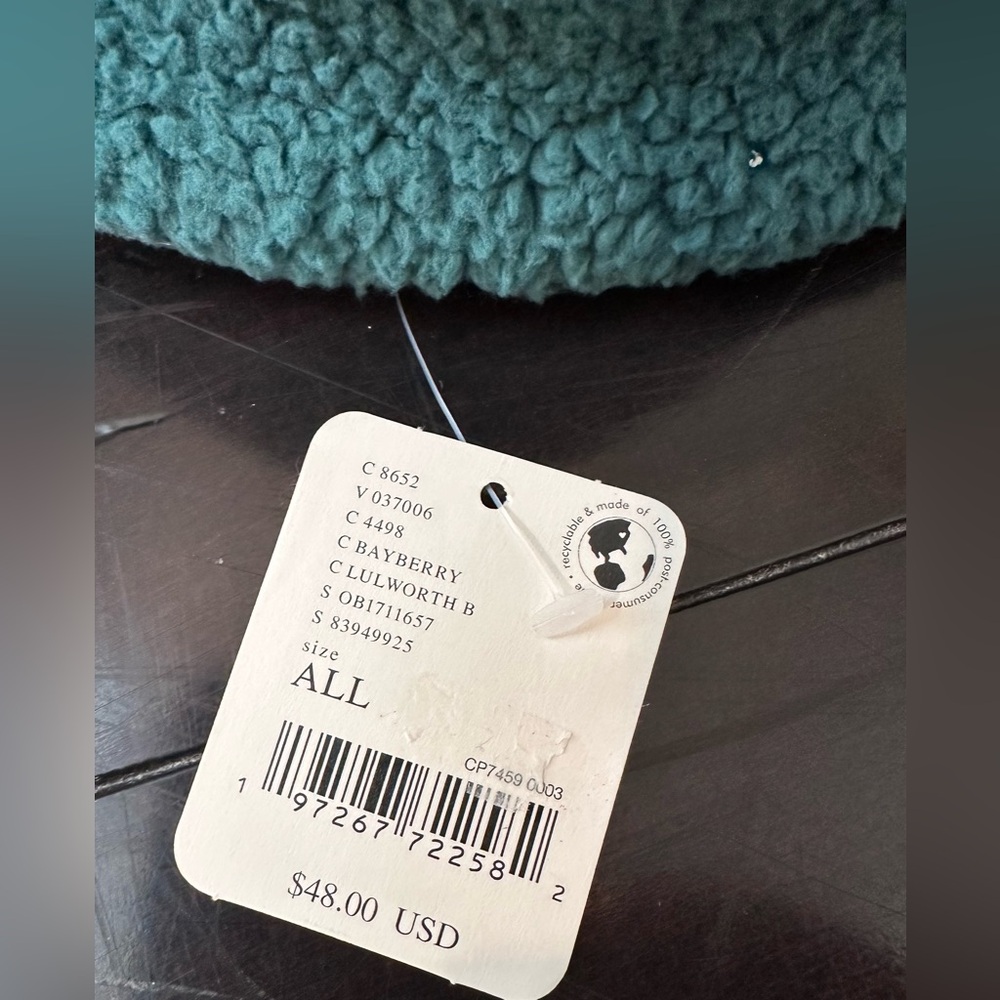 C 8652
V 037006
C 4498
C BAYBERRY
C LULWORTH B
S OB1711657
S 83949925
size
ALL
recyclable & made of 100% post-consumer
CP7459 0003
1 97267 72258 2
$48.00 USD